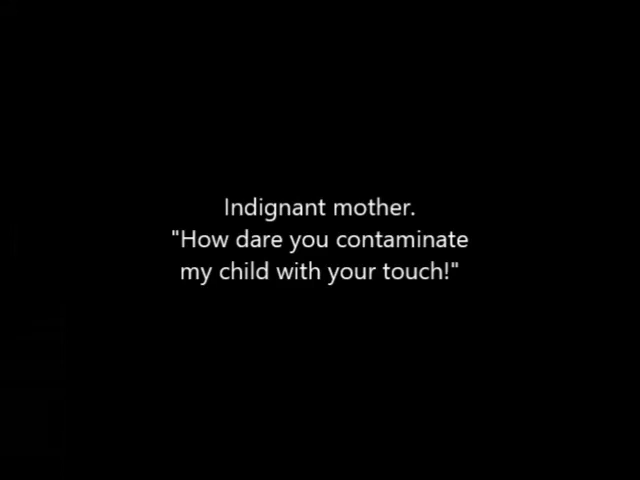 Indignant mother.
"How dare you contaminate
my child with your touch!"